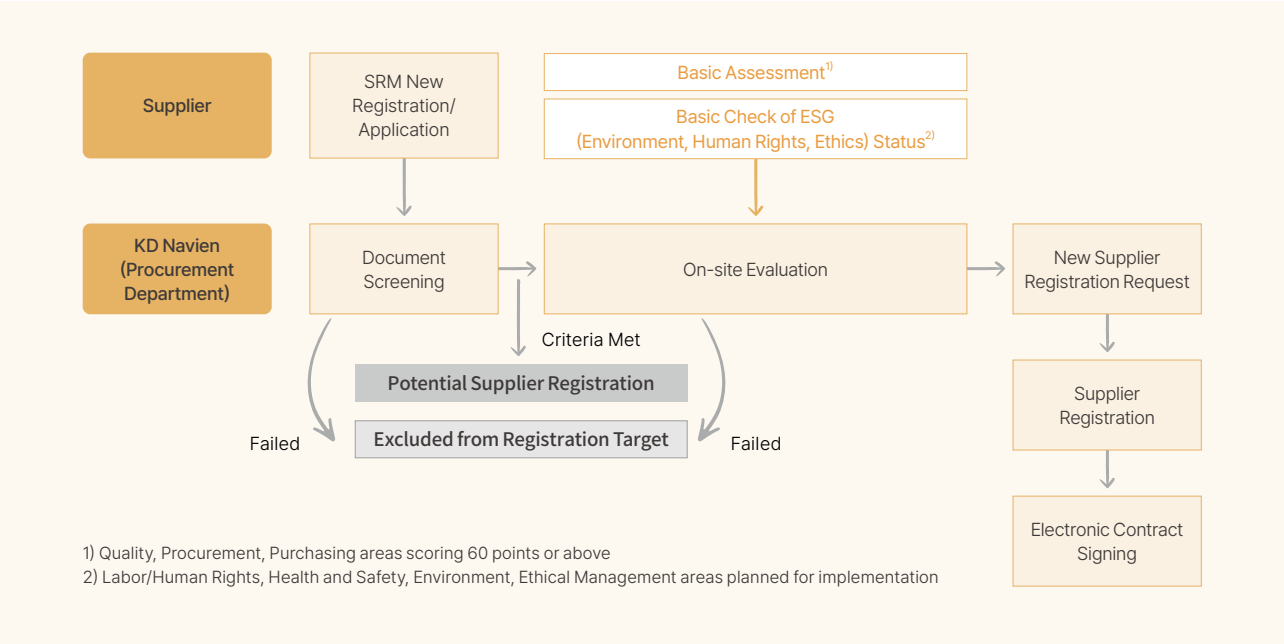 Supplier
SRM New
Registration/
Application
Basic Assessment1)
Basic Check of ESG
(Environment, Human Rights, Ethics) Status2)
KD Navien
(Procurement
Department)
Document
Screening
On-site Evaluation
New Supplier
Registration Request
Criteria Met
Potential Supplier Registration
Excluded from Registration Target
Failed
Failed
Supplier
Registration
Electronic Contract
Signing
1) Quality, Procurement, Purchasing areas scoring 60 points or above
2) Labor/Human Rights, Health and Safety, Environment, Ethical Management areas planned for implementation